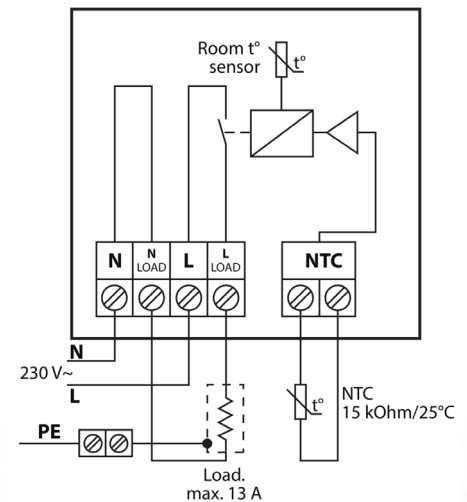 Room t°
sensor
t°
N
N
LOAD
L
L
LOAD
NTC
N
230 V~
L
t°
NTC
15 kOhm/25°C
PE
Load.
max. 13 A